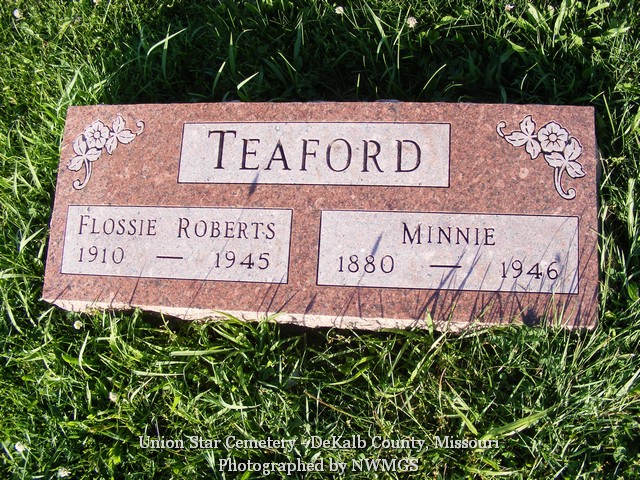 TEAFORD
FLOSSIE ROBERTS
1910 — 1945
MINNIE
1880 — 1946
Union Star Cemetery - DeKalb County, Missouri
Photographed by NWMGS